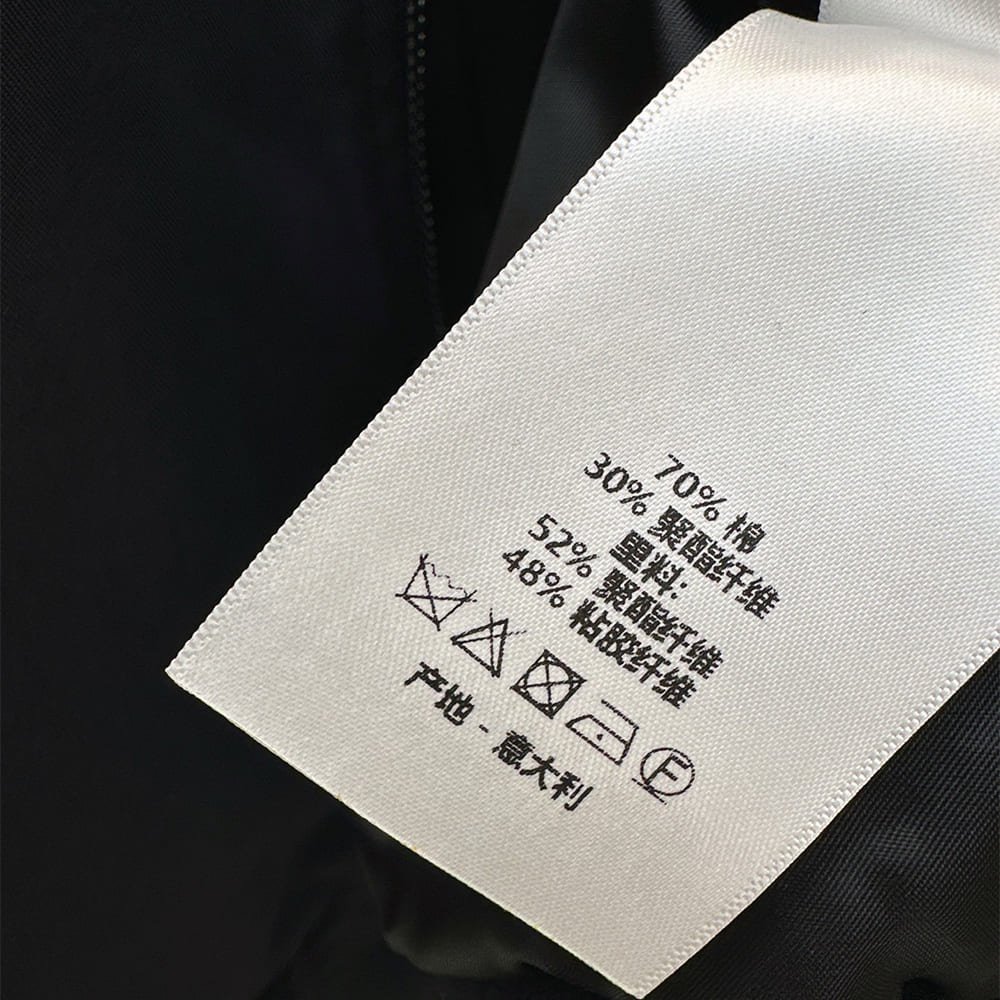 70% 棉
30% 聚酯纤维
里料:
52% 聚酯纤维
48% 粘胶纤维
F
产地 - 意大利